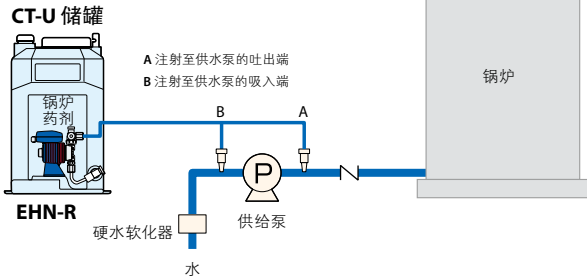 CT-U 储罐
A 注射至供水泵的吐出端
B 注射至供水泵的吸入端
锅炉
锅炉
药剂
B
A
P
EHN-R
供给泵
硬水软化器
水